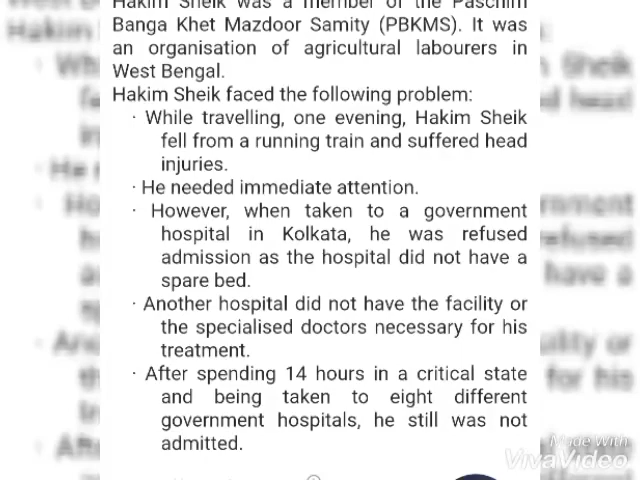 Hakim Sheik was a member of the Paschim
Banga Khet Mazdoor Samity (PBKMS). It was
an organisation of agricultural labourers in
West Bengal.
Hakim Sheik faced the following problem:
· While travelling, one evening, Hakim Sheik
fell from a running train and suffered head
injuries.
· He needed immediate attention.
· However, when taken to a government
hospital in Kolkata, he was refused
admission as the hospital did not have a
spare bed.
· Another hospital did not have the facility or
the specialised doctors necessary for his
treatment.
· After spending 14 hours in a critical state
and being taken to eight different
government hospitals, he still was not
admitted.
Made With
VivaVideo